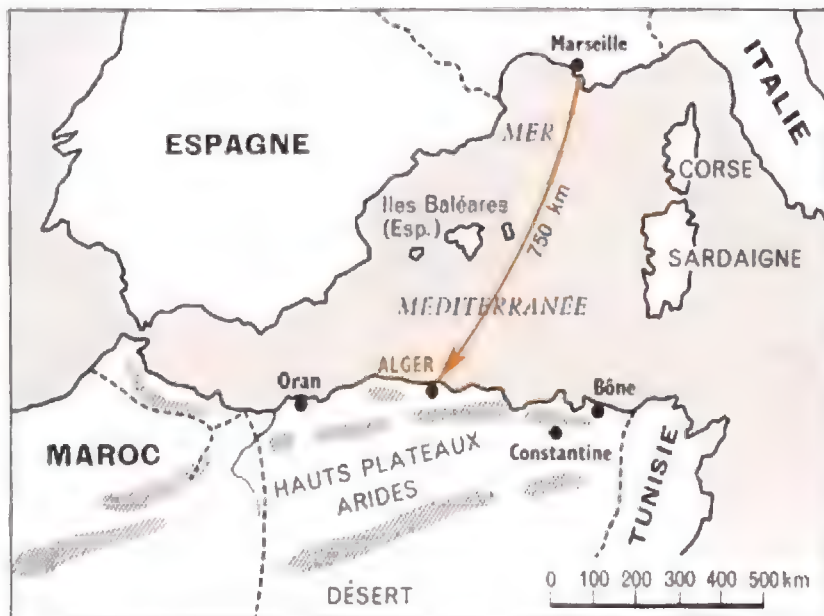 Marseille
ITALIE
MER
ESPAGNE
CORSE
Iles Baléares
(Esp.)
750 km
SARDAIGNE
MÉDITERRANÉE
ALGER
Oran
Bône
MAROC
Constantine
TUNISIE
HAUTS PLATEAUX
ARIDES
DÉSERT
0 100 200 300 400 500 km